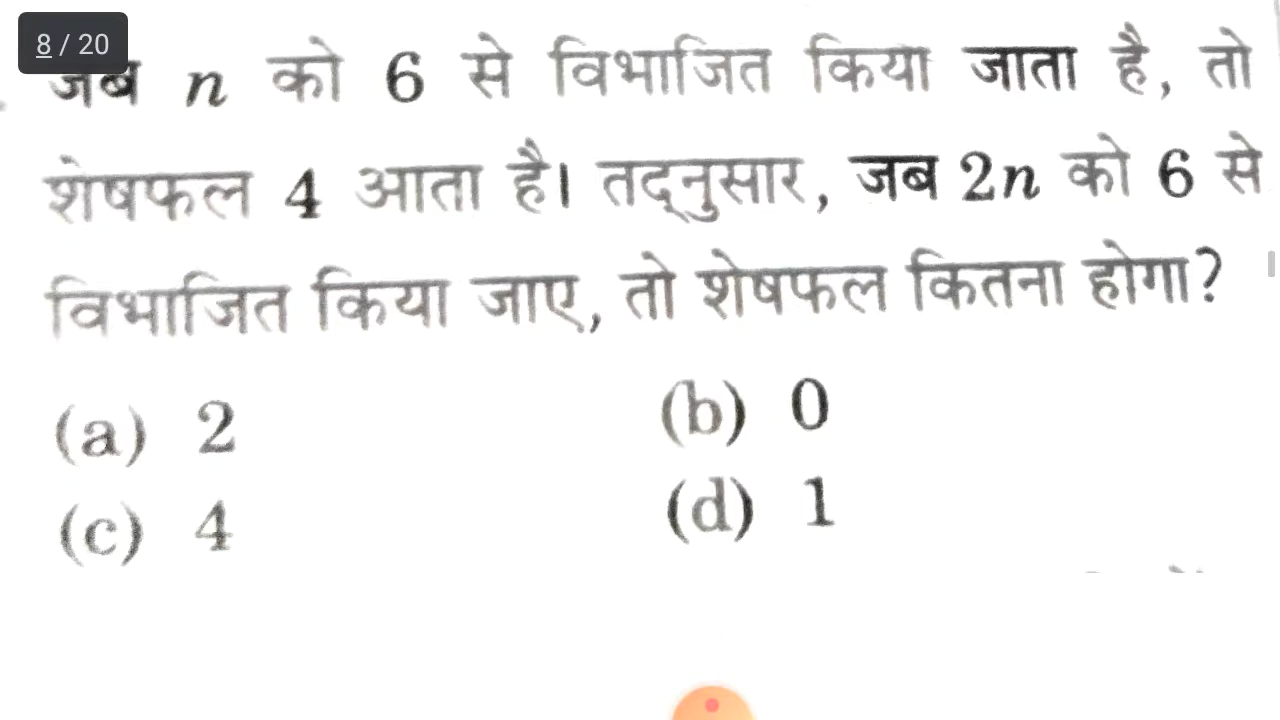 8 / 20
जब n को 6 से विभाजित किया जाता है, तो
शेषफल 4 आता है। तद्नुसार, जब 2n को 6 से
विभाजित किया जाए, तो शेषफल कितना होगा?
(a) 2 (b) 0
(c) 4 (d) 1